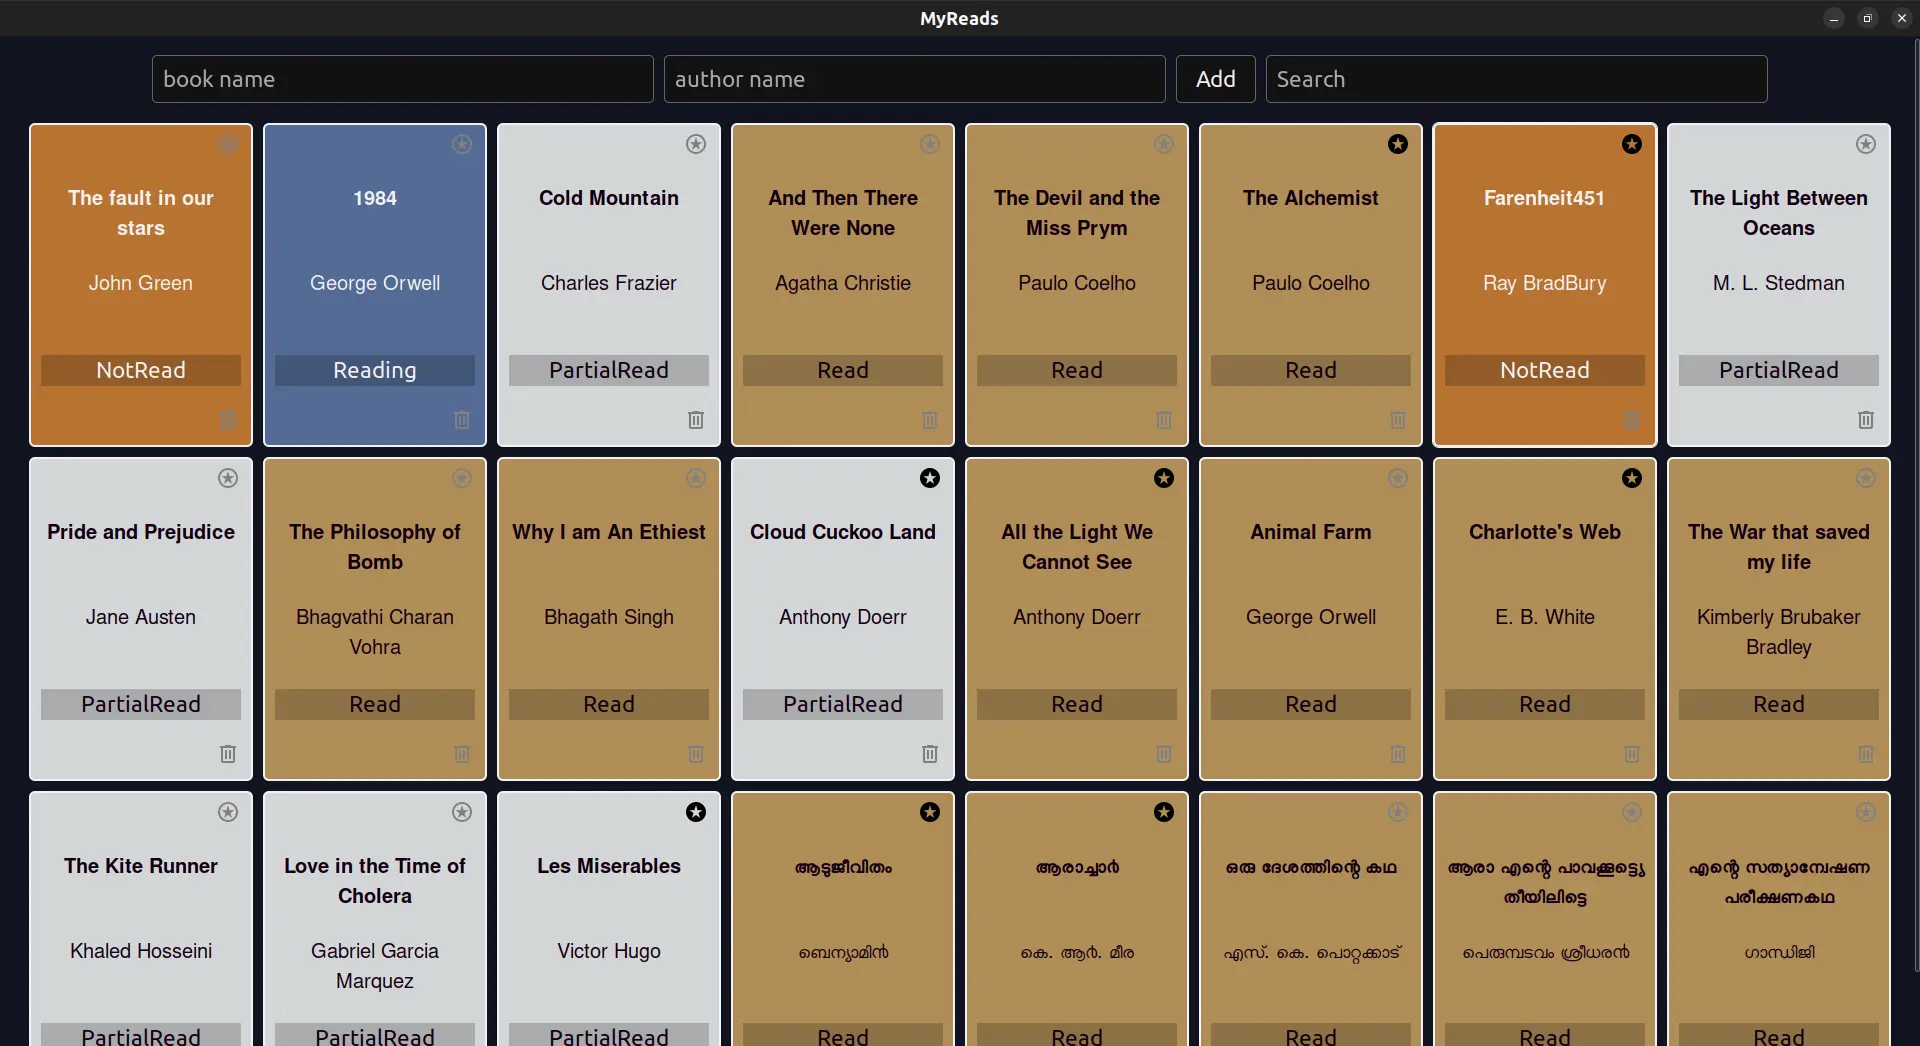 MyReads
book name
author name
Add
Search
The fault in our
stars
John Green
NotRead
1984
George Orwell
Reading
Cold Mountain
Charles Frazier
PartialRead
And Then There
Were None
Agatha Christie
Read
The Devil and the
Miss Prym
Paulo Coelho
Read
The Alchemist
Paulo Coelho
Read
Farenheit451
Ray BradBury
NotRead
The Light Between
Oceans
M. L. Stedman
PartialRead
Pride and Prejudice
Jane Austen
PartialRead
The Philosophy of
Bomb
Bhagvathi Charan
Vohra
Read
Why I am An Ethiest
Bhagath Singh
Read
Cloud Cuckoo Land
Anthony Doerr
PartialRead
All the Light We
Cannot See
Anthony Doerr
Read
Animal Farm
George Orwell
Read
Charlotte's Web
E. B. White
Read
The War that saved
my life
Kimberly Brubaker
Bradley
Read
The Kite Runner
Khaled Hosseini
PartialRead
Love in the Time of
Cholera
Gabriel Garcia
Marquez
PartialRead
Les Miserables
Victor Hugo
PartialRead
ആടുജീവിതം
ബെന്യാമിൻ
Read
ആരാച്ചാർ
കെ. ആർ. മീര
Read
ഒരു ദേശത്തിന്റെ കഥ
എസ്. കെ. പൊറ്റക്കാട്
Read
ആരാ എന്റെ പാവക്കുട്ട്യെ
തീയിലിട്ടെ
പെരുമ്പടവം ശ്രീധരൻ
Read
എന്റെ സത്യാന്വേഷണ
പരീക്ഷണകഥ
ഗാന്ധിജി
Read